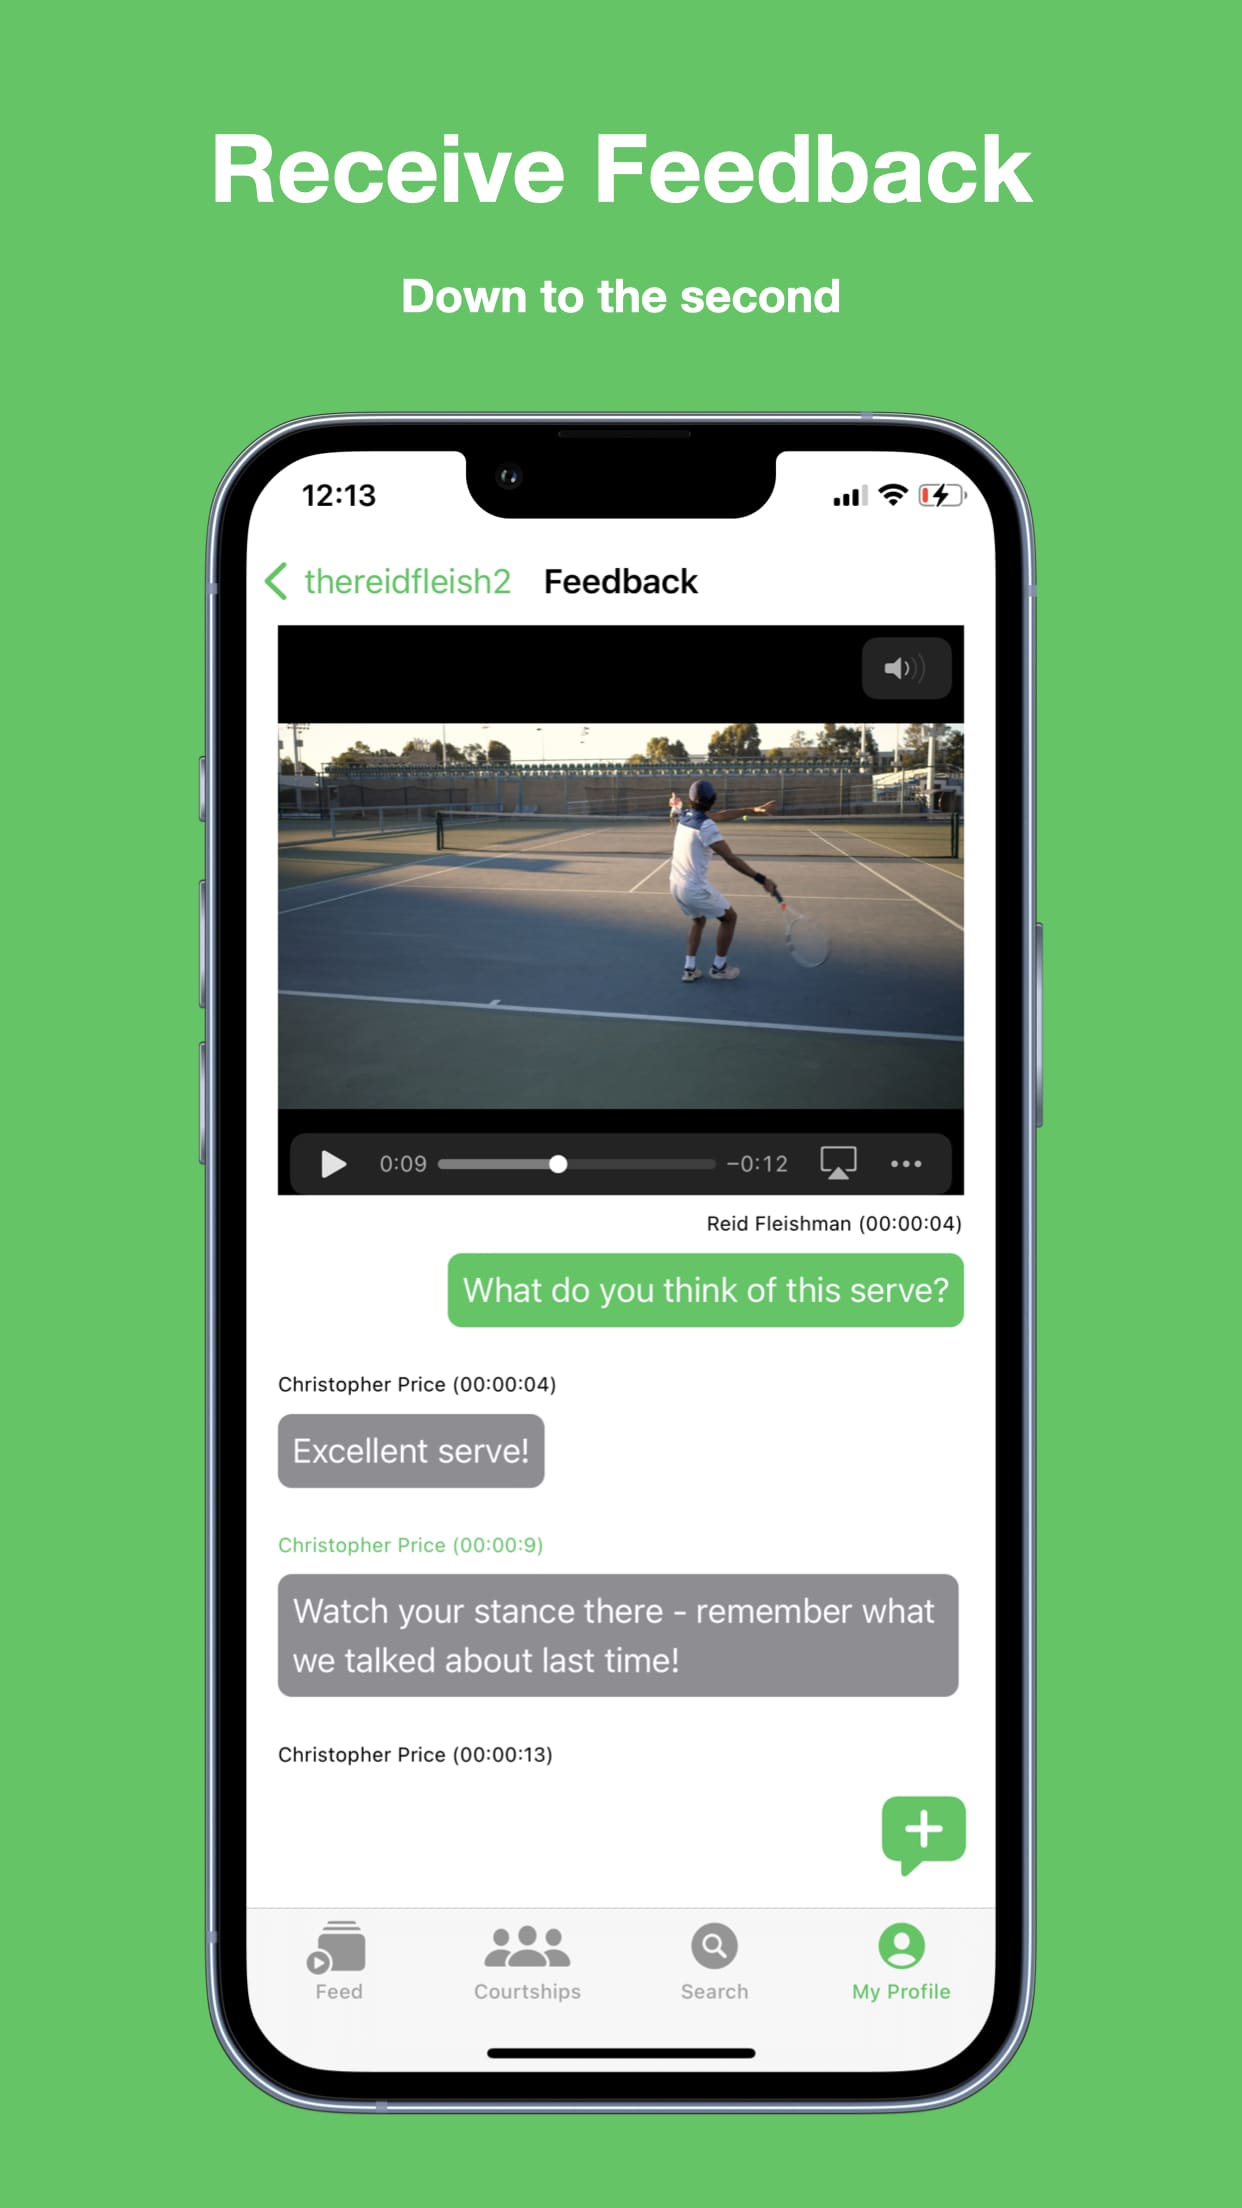 Receive Feedback
Down to the second
12:13
thereidfleish2 Feedback
0:09 -0:12
Reid Fleishman (00:00:04)
What do you think of this serve?
Christopher Price (00:00:04)
Excellent serve!
Christopher Price (00:00:9)
Watch your stance there - remember what
we talked about last time!
Christopher Price (00:00:13)
Feed Courtships Search My Profile